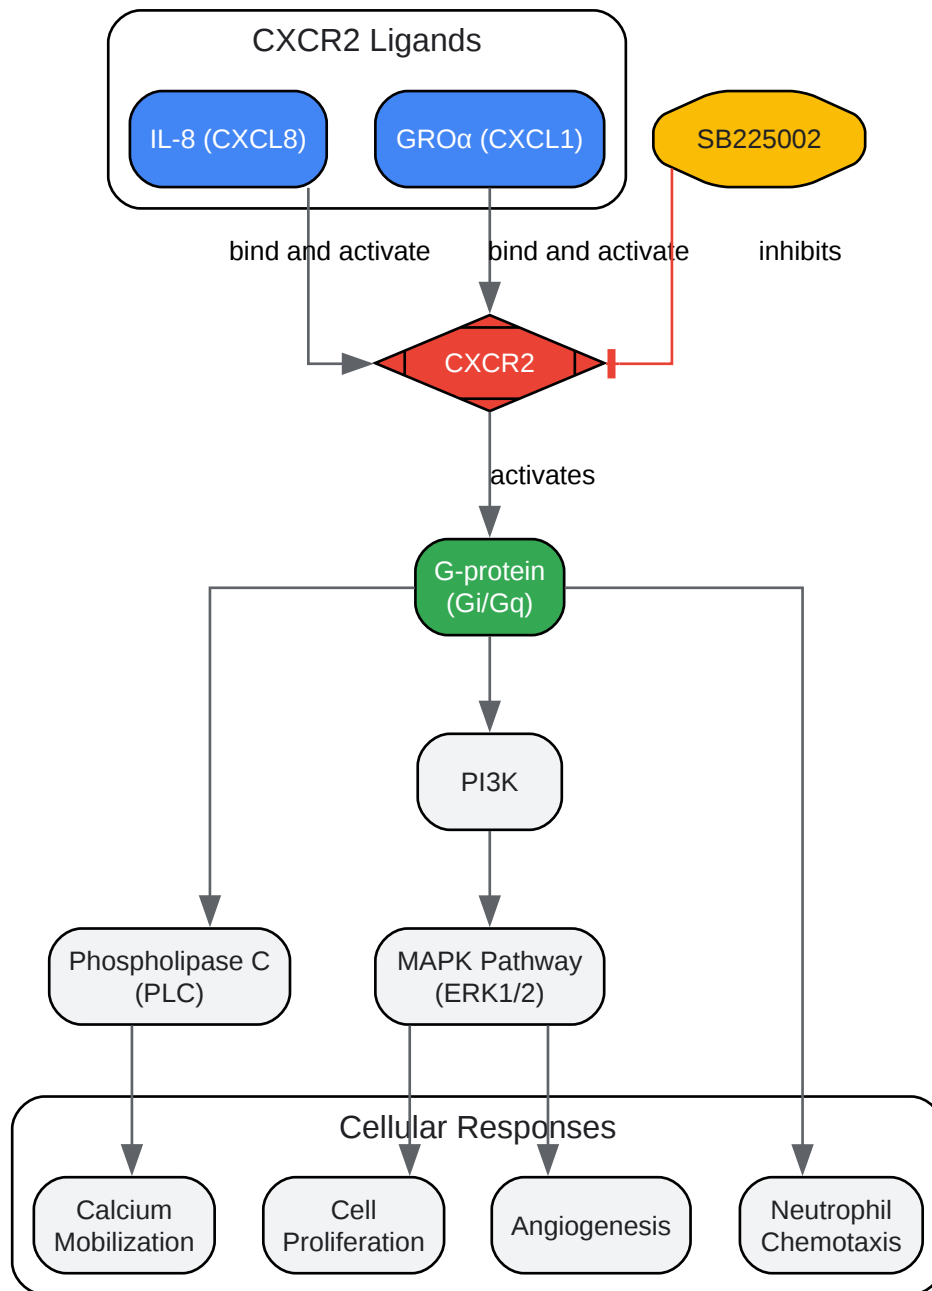 CXCR2 Ligands
IL-8 (CXCL8)
GROα (CXCL1)
SB225002
bind and activate
bind and activate
inhibits
CXCR2
activates
G-protein
(Gi/Gq)
PI3K
Phospholipase C
(PLC)
MAPK Pathway
(ERK1/2)
Cellular Responses
Calcium
Mobilization
Cell
Proliferation
Angiogenesis
Neutrophil
Chemotaxis